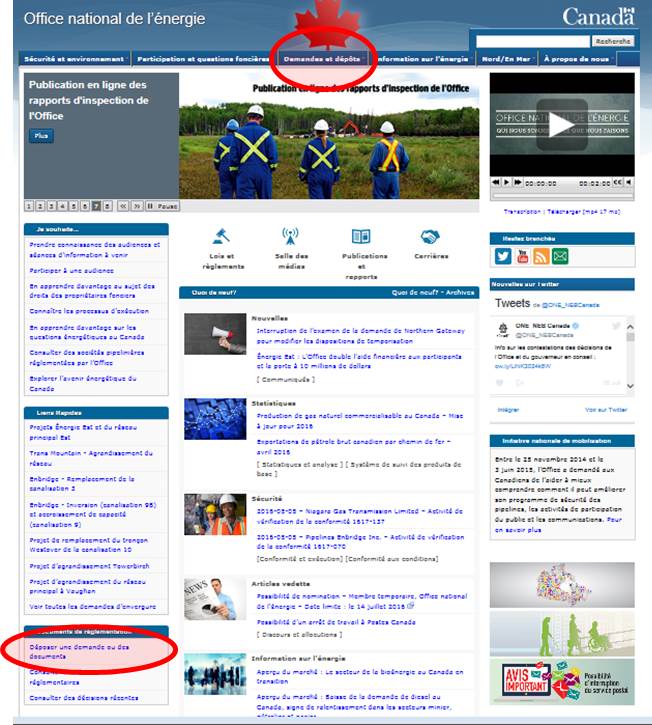 Office national de l'énergie
Canada
Recherche
Sécurité et environnement
Participation et questions foncières
Demandes et dépôts
Information sur l'énergie
Nord/En Mer
À propos de nous
Publication en ligne des
rapports d'inspection de
l'Office
Plus
Publication en ligne des rapports d'inspection de l'Office
OFFICE NATIONAL DE L'ÉNERGIE
QUI NOUS SOMMES QUE NOUS FAISONS
00:00:00
00:02:00
1 2 3 4 5 6 7 8 Pause
Transcription | Télécharger [mp4 17 mo]
Je souhaite...
Prendre connaissance des audiences et
séances d'information à venir
Participer à une audience
En apprendre davantage au sujet des
droits des propriétaires fonciers
Connaître les processus d'exécution
En apprendre davantage sur les
questions énergétiques au Canada
Consulter des sociétés pipelinières
réglementées par l'Office
Explorer l'avenir énergétique du
Canada
Liens Rapides
Projets Énergie Est et du réseau
principal Est
Trans Mountain - Agrandissement du
réseau
Enbridge - Remplacement de la
canalisation 3
Enbridge - Inversion (canalisation 9B)
et accroissement de capacité
(canalisation 9)
Projet de remplacement du tronçon
Westover de la canalisation 10
Projet d'agrandissement Towerbirch
Projet d'agrandissement du réseau
principal à Vaughan
Voir toutes les demandes d'envergure
Documents de réglementation
Déposer une demande ou des
documents
réglementaires
Consulter des décisions récentes
Lois et
règlements
Salle des
médias
Publications
et
rapports
Carrières
Quoi de neuf?
Quoi de neuf? - Archives
Nouvelles
Interruption de l'examen de la demande de Northern Gateway
pour modifier les dispositions de temporisation
Énergie Est : L'Office double l'aide financière aux participants
et la porte à 10 millions de dollars
[ Communiqués ]
Statistiques
Production de gaz naturel commercialisable au Canada – Mise
à jour pour 2016
Exportations de pétrole brut canadien par chemin de fer –
avril 2016
[ Statistiques et analyse ] [ Système de suivi des produits de
base ]
Sécurité
2016-05-05 – Niagara Gas Transmission Limited – Activité de
vérification de la conformité 1617-137
2016-05-05 – Pipelines Enbridge Inc. – Activité de vérification
de la conformité 1617-070
[Conformité et exécution] [Conformité aux conditions]
NEWS
Articles vedette
Possibilité de nomination – Membre temporaire, Office national
de l'énergie – Date limite : le 14 juillet 2016
Possibilité d'un arrêt de travail à Postes Canada
[ Discours et allocutions ]
Information sur l'énergie
Aperçu du marché : Le secteur de la bioénergie au Canada en
transition
Aperçu du marché : Baisse de la demande de diesel au
Canada, signe de ralentissement dans les secteurs minier,
Restez branchés
You Tube
Nouvelles sur Twitter
Tweets de @ONE_NEBCanada
ONE_NEB Canada
@ONE_NEBCanada
Info sur les contestations des décisions de
l'Office et du gouverneur en conseil :
Intégrer
Voir sur Twitter
Initiative nationale de mobilisation
Entre le 25 novembre 2014 et le
3 juin 2015, l'Office a demandé aux
Canadiens de l'aider à mieux
comprendre comment il peut améliorer
son programme de sécurité des
pipelines, les activités de participation
du public et les communications. Pour
en savoir plus
AVIS
IMPORTANT
Possibilité
d'interruption
du service postal